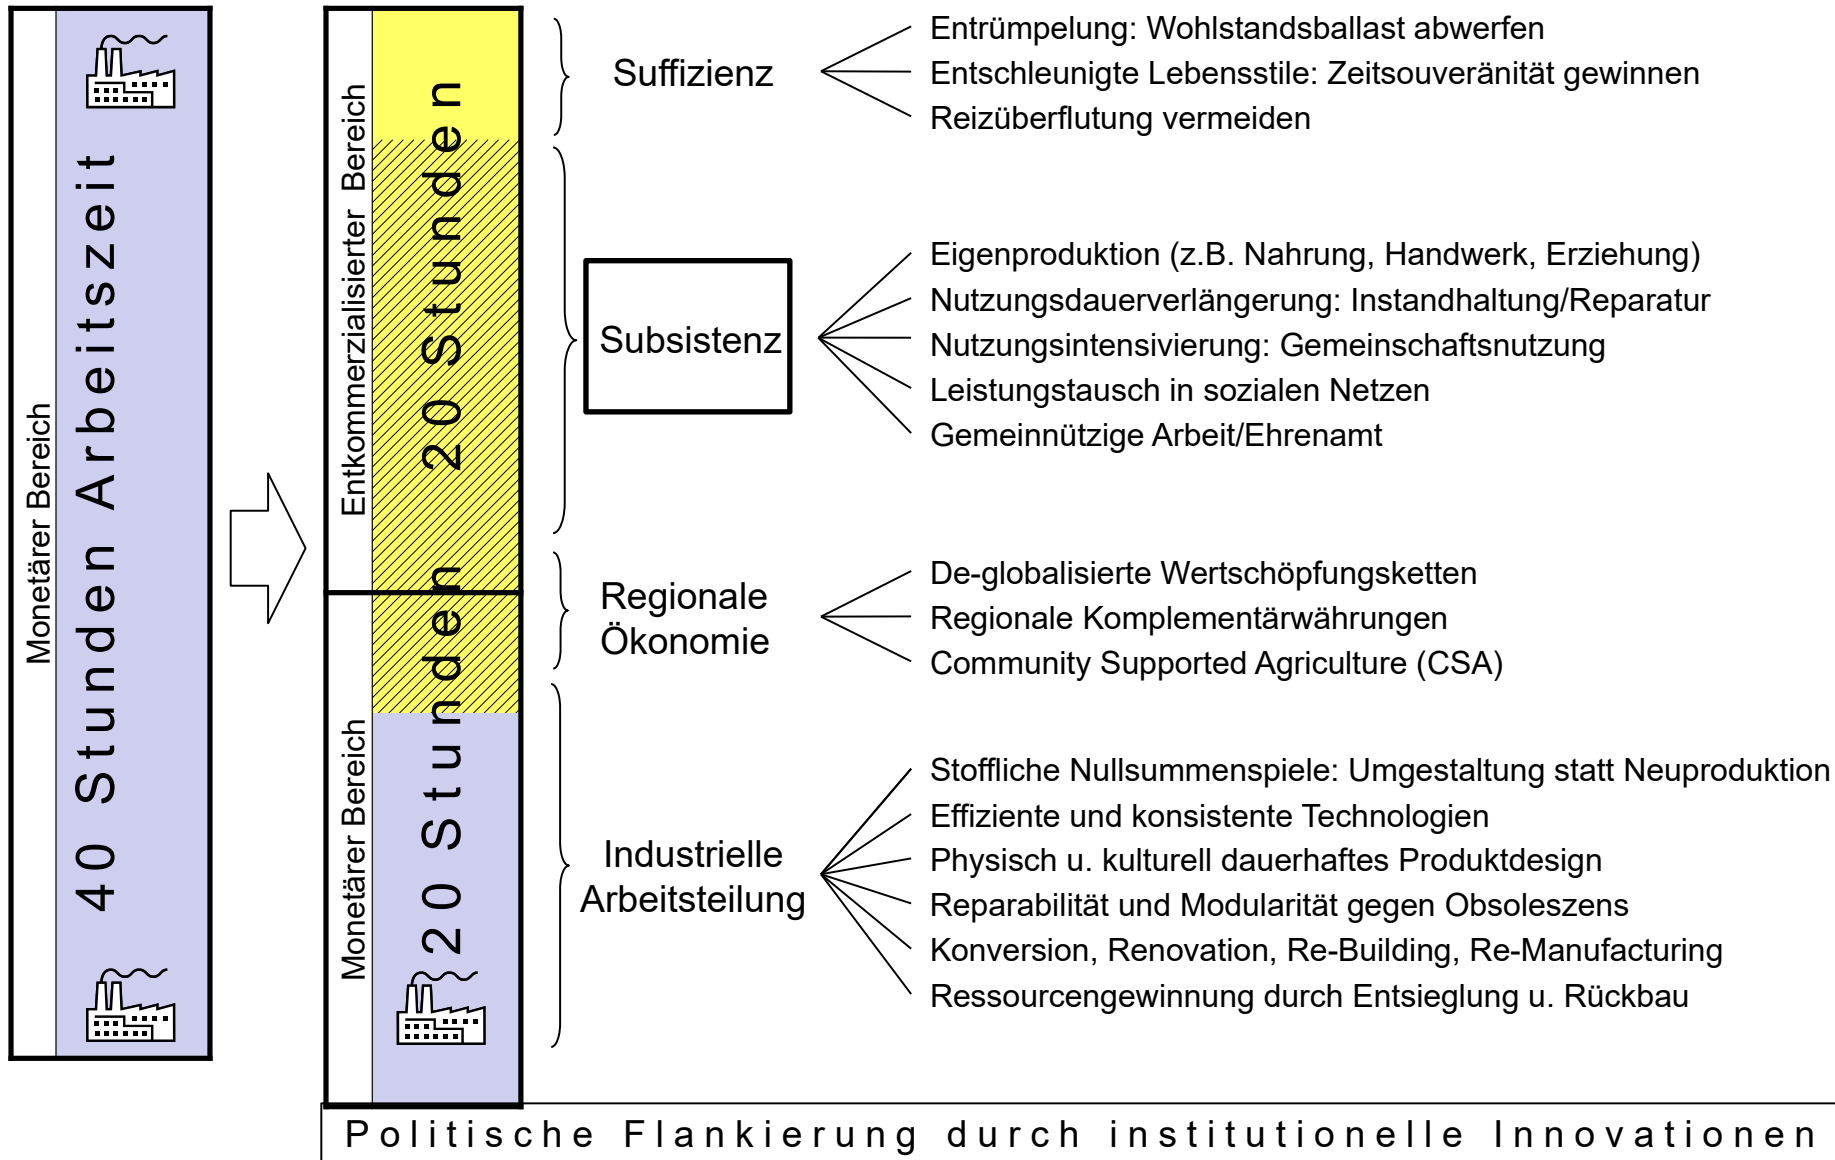 Monetärer Bereich
40 Stunden Arbeitszeit
Entkommerzialisierter Bereich
20 Stunden
Monetärer Bereich
20 Stunden
Suffizienz
Entrümpelung: Wohlstandsballast abwerfen
Entschleunigte Lebensstile: Zeitsouveränität gewinnen
Reizüberflutung vermeiden
Subsistenz
Eigenproduktion (z.B. Nahrung, Handwerk, Erziehung)
Nutzungsdauerverlängerung: Instandhaltung/Reparatur
Nutzungsintensivierung: Gemeinschaftsnutzung
Leistungstausch in sozialen Netzen
Gemeinnützige Arbeit/Ehrenamt
Regionale
Ökonomie
De-globalisierte Wertschöpfungsketten
Regionale Komplementärwährungen
Community Supported Agriculture (CSA)
Industrielle
Arbeitsteilung
Stoffliche Nullsummenspiele: Umgestaltung statt Neuproduktion
Effiziente und konsistente Technologien
Physisch u. kulturell dauerhaftes Produktdesign
Reparabilität und Modularität gegen Obsoleszens
Konversion, Renovation, Re-Building, Re-Manufacturing
Ressourcengewinnung durch Entsieglung u. Rückbau
Politische Flankierung durch institutionelle Innovationen